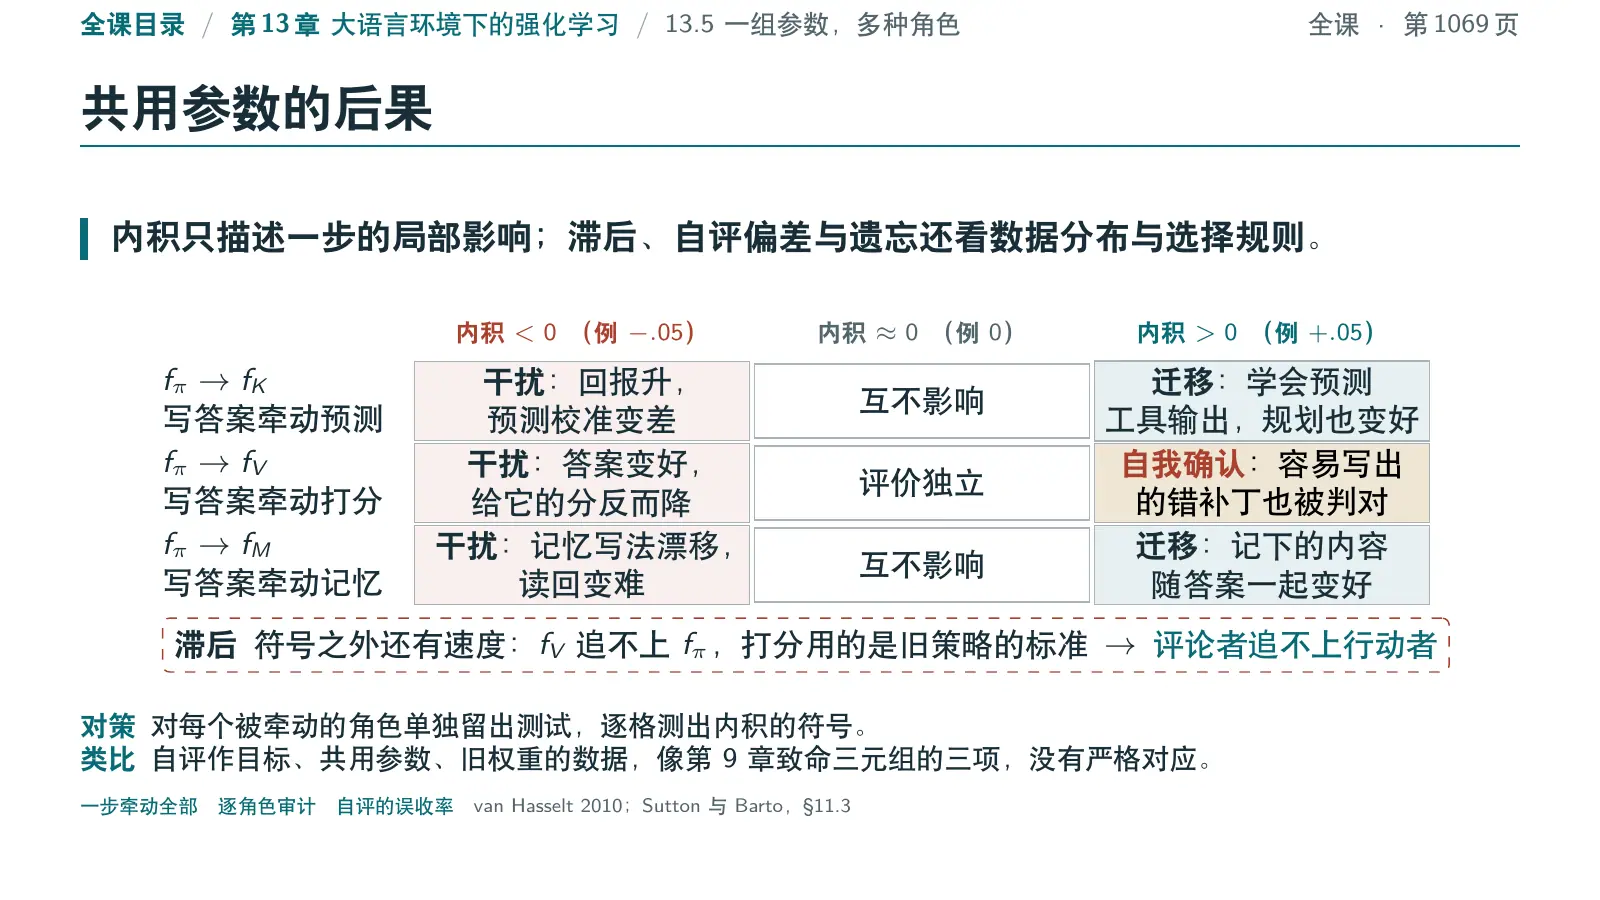 全课目录 / 第 13 章 大语言环境下的强化学习 / 13.5 一组参数，多种角色
全课 · 第 1069 页
共用参数的后果
内积只描述一步的局部影响；滞后、自评偏差与遗忘还看数据分布与选择规则。
内积 < 0 （例 −.05）
内积 ≈ 0 （例 0）
内积 > 0 （例 +.05）
fπ → fK
写答案牵动预测
干扰：回报升，
预测校准变差
互不影响
迁移：学会预测
工具输出，规划也变好
fπ → fV
写答案牵动打分
干扰：答案变好，
给它的分反而降
评价独立
自我确认：容易写出
的错补丁也被判对
fπ → fM
写答案牵动记忆
干扰：记忆写法漂移，
读回变难
互不影响
迁移：记下的内容
随答案一起变好
滞后 符号之外还有速度：fV 追不上 fπ，打分用的是旧策略的标准 → 评论者追不上行动者
对策 对每个被牵动的角色单独留出测试，逐格测出内积的符号。
类比 自评作目标、共用参数、旧权重的数据，像第 9 章致命三元组的三项，没有严格对应。
一步牵动全部 逐角色审计 自评的误收率 van Hasselt 2010；Sutton 与 Barto，§11.3